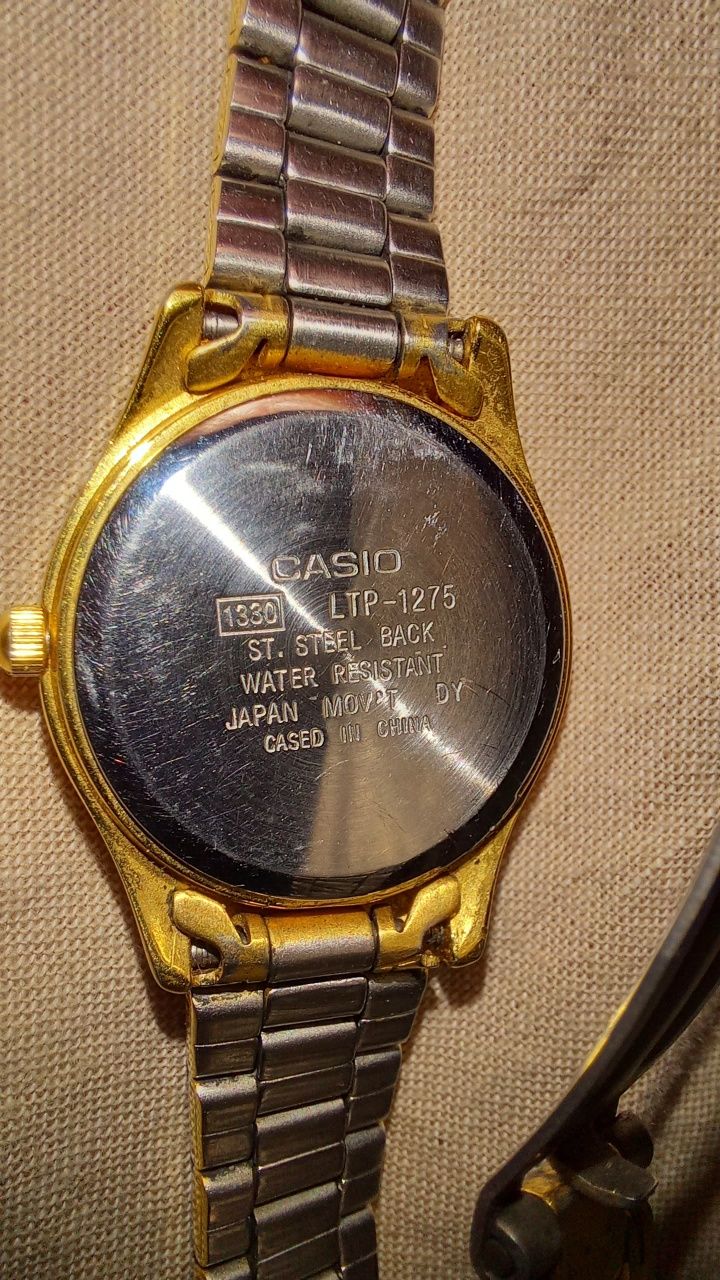 CASIO
1330 LTP-1275
ST. STEEL BACK
WATER RESISTANT
JAPAN MOV'T DY
CASED IN CHINA